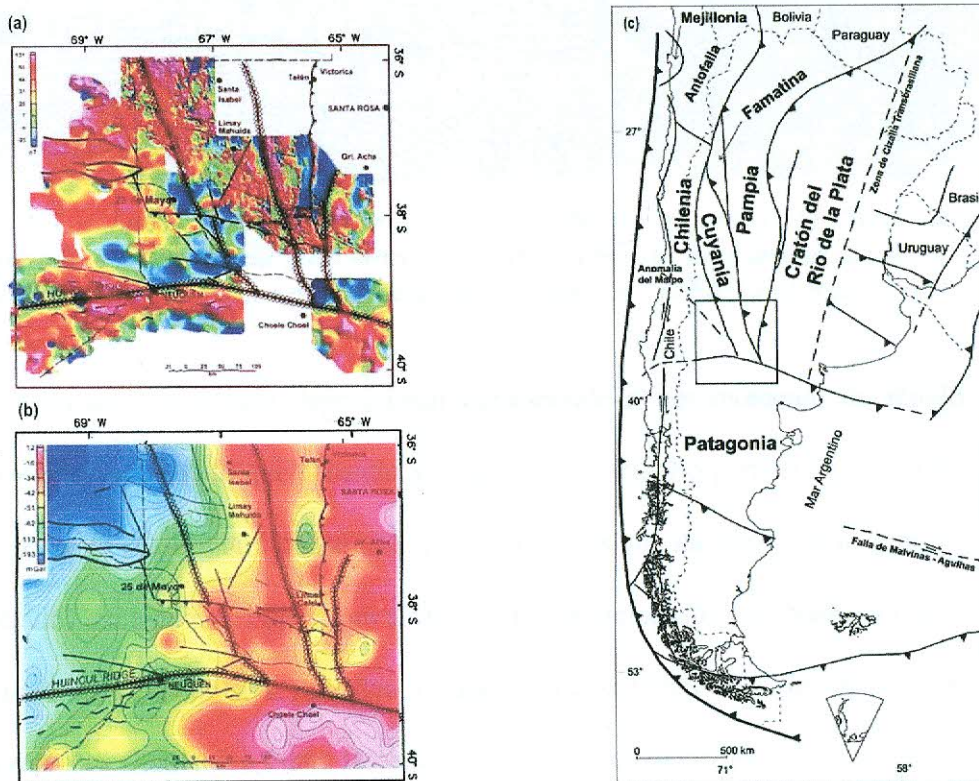 (a)
69° W
67° W
65° W
36° S
Telén
Victorica
Santa Isabel
SANTA ROSA
Limay Mahuida
Gri. Acha
25 de Mayo
38° S
Choele Choel
40° S
(b)
69° W
65° W
36° S
Santa Isabel
Telén
Victorica
SANTA ROSA
Limay Mahuida
mGal
25 de Mayo
38° S
HUINCUL RIDGE
NEUQUEN
Choele Choel
40° S
(c)
Mejillonia
Bolivia
Paraguay
Antofalla
Famatina
27°
Zona de Cizalla Transbrasiliana
Chilenia
Cuyania
Pampia
Cratón del Río de la Plata
Brasil
Uruguay
Anomalía del Maipo
Chile
40°
Patagonia
Mar Argentino
Falla de Malvinas - Agulhas
53°
0 500 km
71°
58°